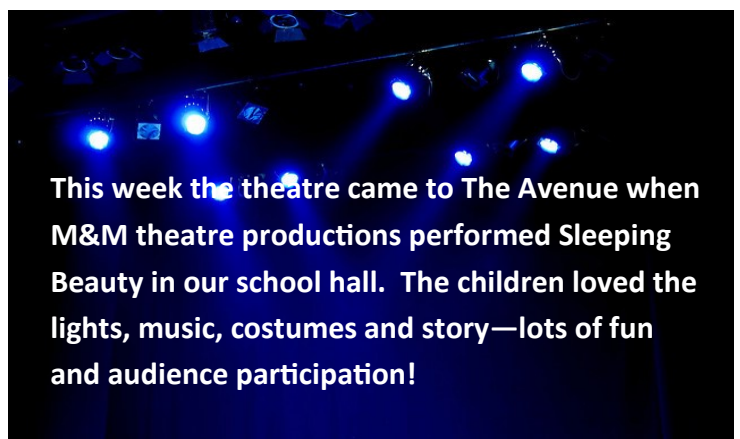 This week the theatre came to The Avenue when
M&M theatre productions performed Sleeping
Beauty in our school hall.  The children loved the
lights, music, costumes and story—lots of fun
and audience participation!